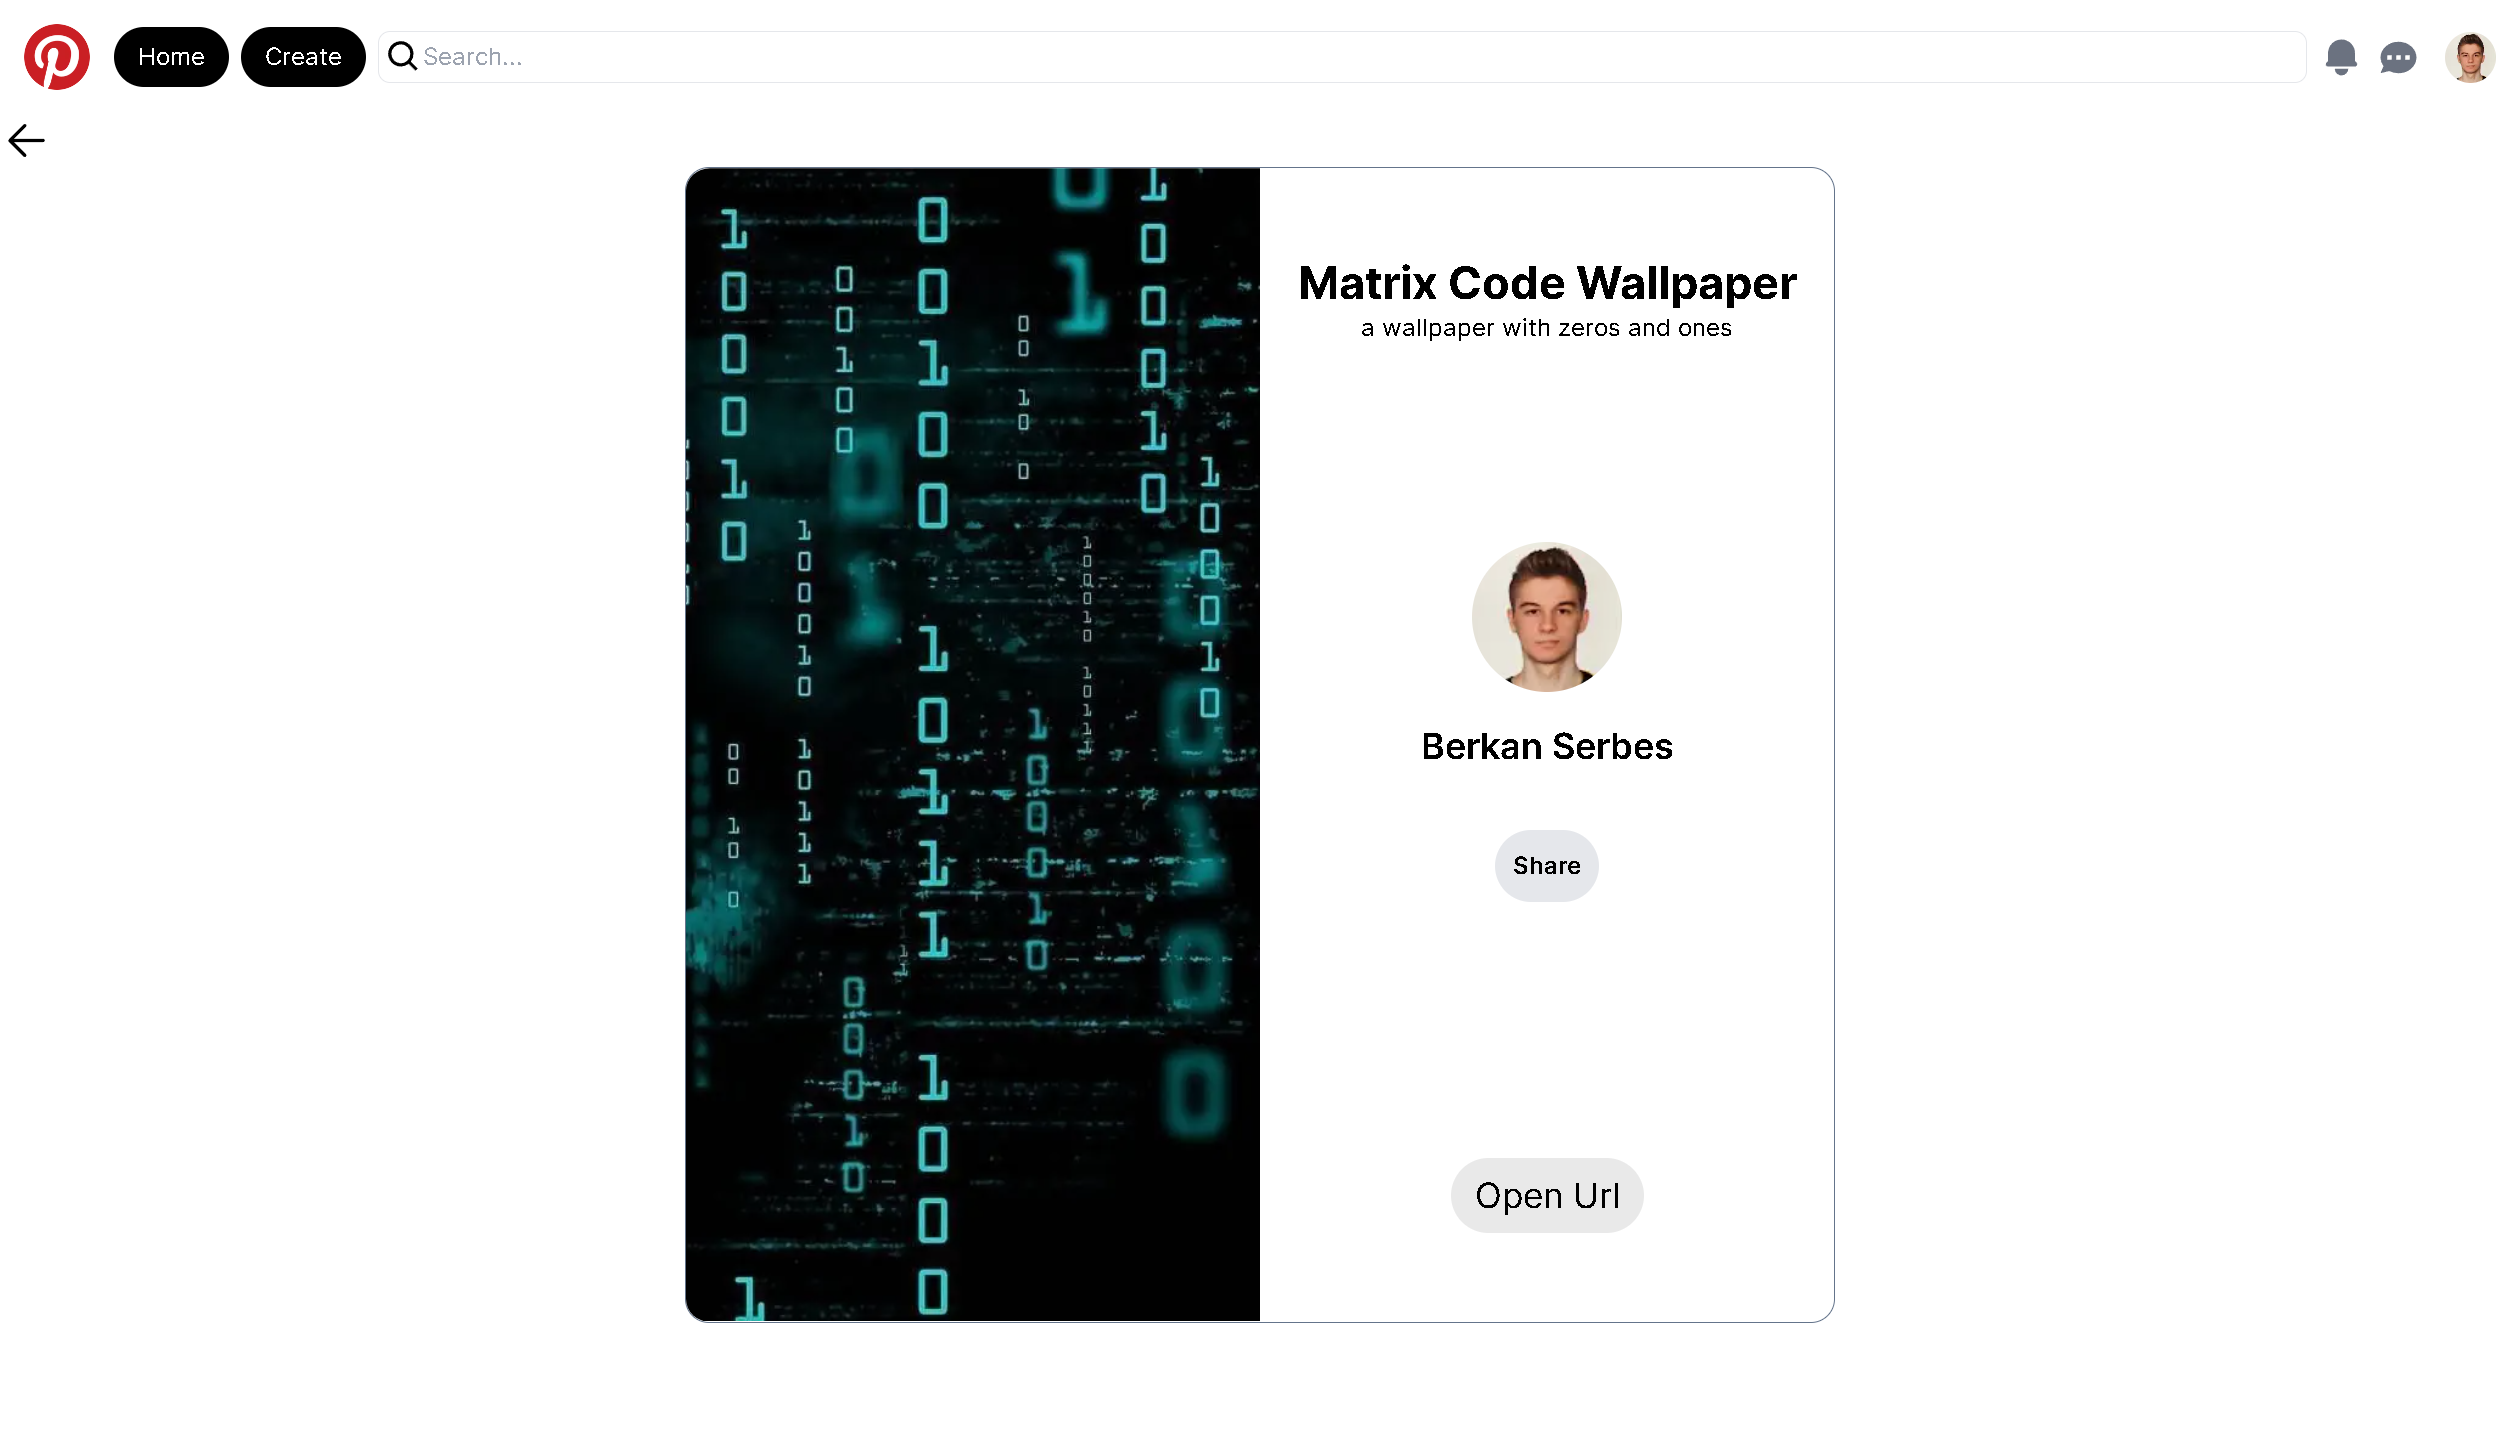 Home
Create
Search...
Matrix Code Wallpaper
a wallpaper with zeros and ones
Berkan Serbes
Share
Open Url